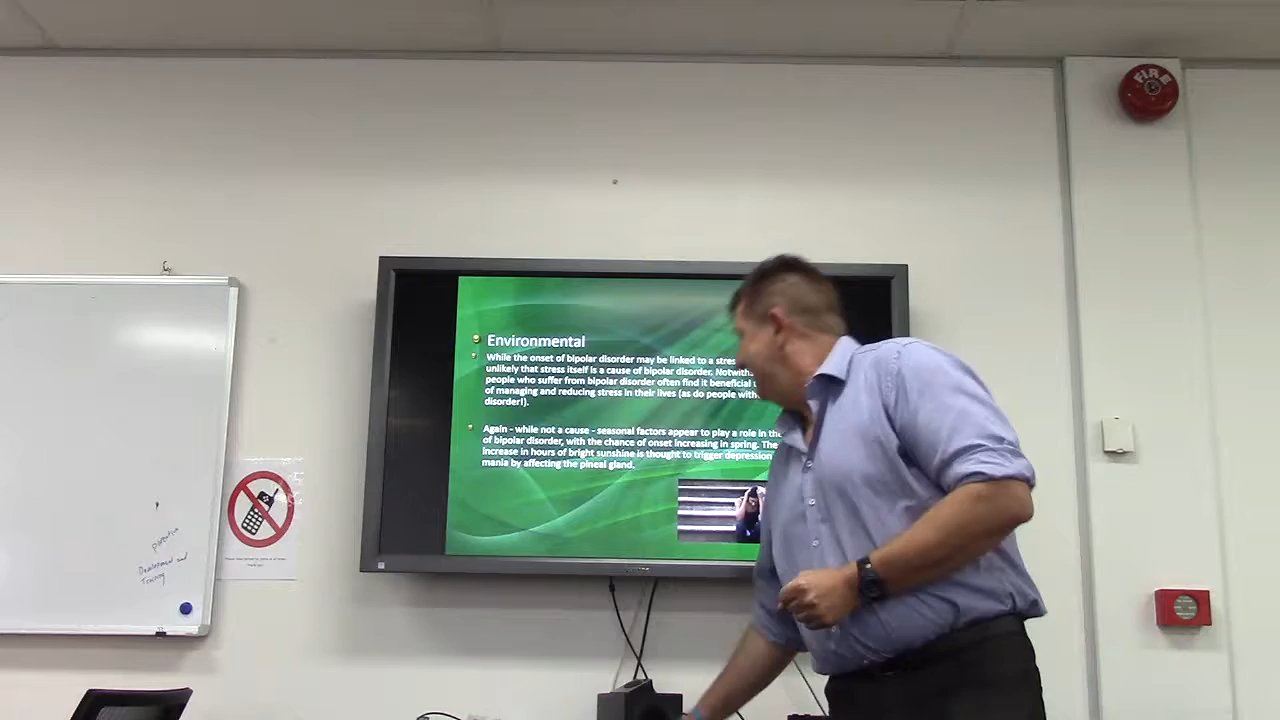 FIRE
Environmental
While the onset of bipolar disorder may be linked to a stres
unlikely that stress itself is a cause of bipolar disorder. Notwiths
people who suffer from bipolar disorder often find it beneficial
of managing and reducing stress in their lives (as do people with
disorder!).
Again - while not a cause - seasonal factors appear to play a role in the
of bipolar disorder, with the chance of onset increasing in spring. The
increase in hours of bright sunshine is thought to trigger depression
mania by affecting the pineal gland.
Development and
Training